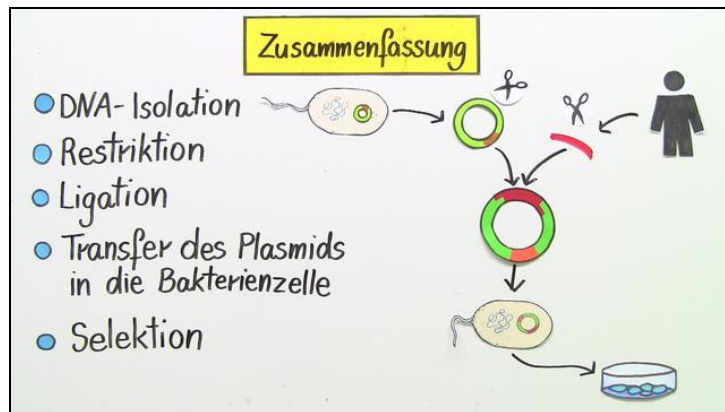 Zusammenfassung
DNA-Isolation
Restriktion
Ligation
Transfer des Plasmids
in die Bakterienzelle
Selektion